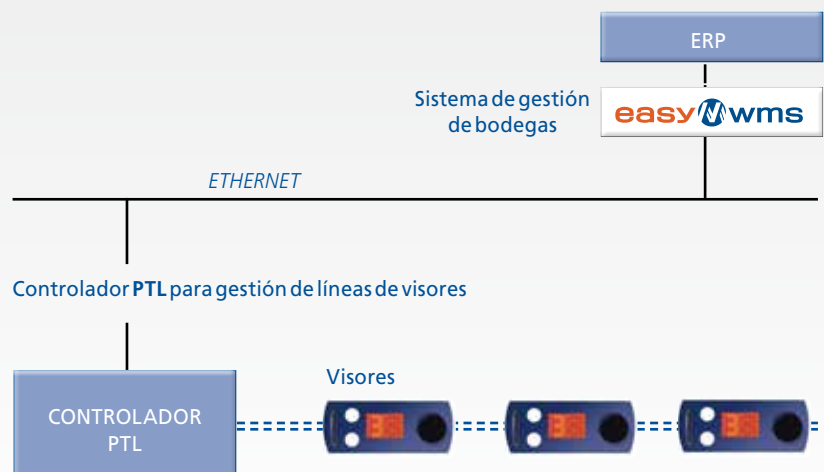 ERP
Sistema de gestión
de bodegas
easy wms
ETHERNET
Controlador PTL para gestión de líneas de visores
Visores
CONTROLADOR
PTL